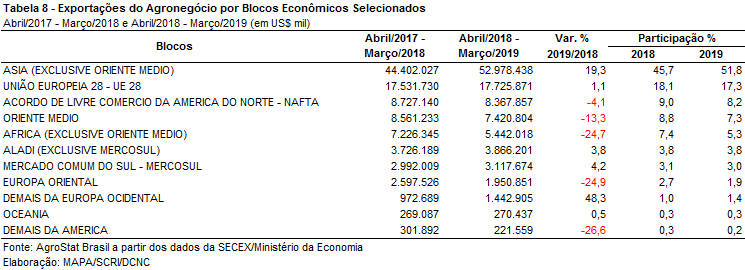 Tabela 8 - Exportações do Agronegócio por Blocos Econômicos Selecionados
Abril/2017 - Março/2018 e Abril/2018 - Março/2019 (em US$ mil)
Blocos Abril/2017 - Março/2018 Abril/2018 - Março/2019 Var. % 2019/2018 Participação % 2018 2019
ASIA (EXCLUSIVE ORIENTE MEDIO) 44.402.027 52.978.438 19,3 45,7 51,8
UNIÃO EUROPEIA 28 - UE 28 17.531.730 17.725.871 1,1 18,1 17,3
ACORDO DE LIVRE COMERCIO DA AMERICA DO NORTE - NAFTA 8.727.140 8.367.857 -4,1 9,0 8,2
ORIENTE MEDIO 8.561.233 7.420.804 -13,3 8,8 7,3
AFRICA (EXCLUSIVE ORIENTE MEDIO) 7.226.345 5.442.018 -24,7 7,4 5,3
ALADI (EXCLUSIVE MERCOSUL) 3.726.189 3.866.201 3,8 3,8 3,8
MERCADO COMUM DO SUL - MERCOSUL 2.992.009 3.117.674 4,2 3,1 3,0
EUROPA ORIENTAL 2.597.526 1.950.851 -24,9 2,7 1,9
DEMAIS DA EUROPA OCIDENTAL 972.689 1.442.905 48,3 1,0 1,4
OCEANIA 269.087 270.437 0,5 0,3 0,3
DEMAIS DA AMERICA 301.892 221.559 -26,6 0,3 0,2
Fonte: AgroStat Brasil a partir dos dados da SECEX/Ministério da Economia
Elaboração: MAPA/SCRI/DCNC